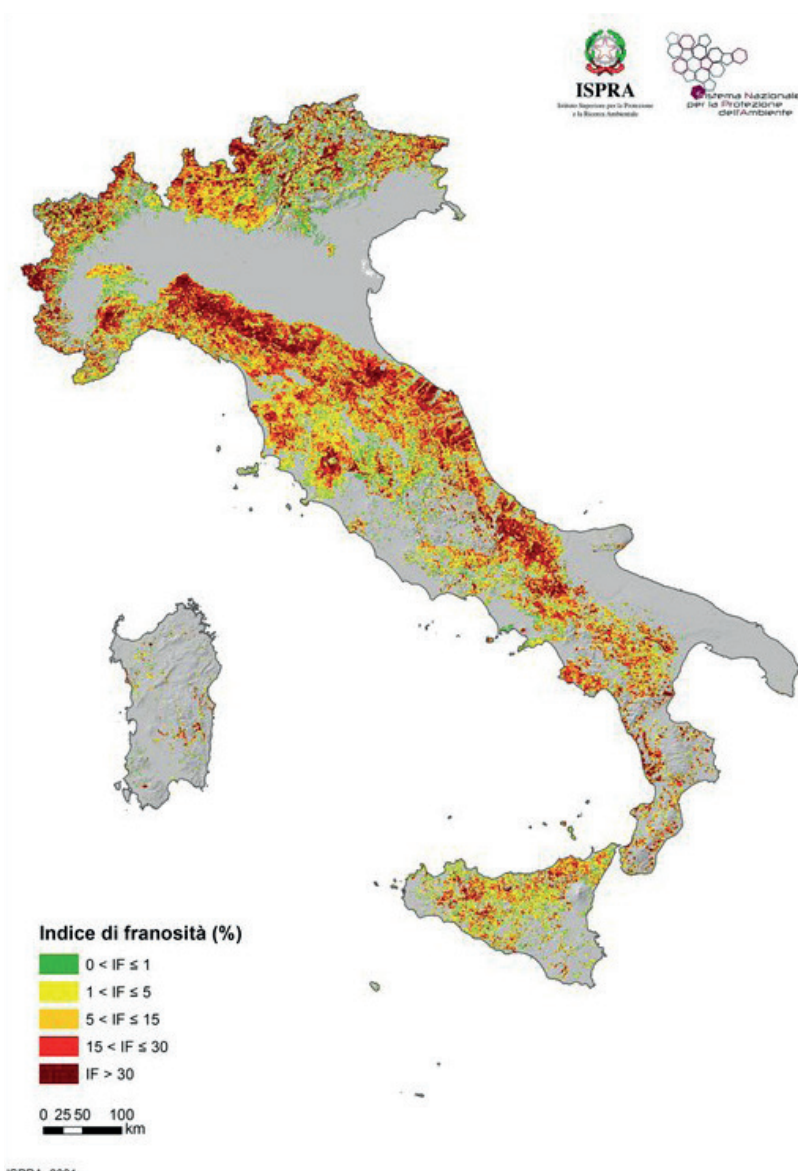 ISPRA
Istituto Superiore per la Protezione
e la Ricerca Ambientale
Sistema Nazionale
per la Protezione
dell'Ambiente
Indice di franosità (%)
0 < IF ≤ 1
1 < IF ≤ 5
5 < IF ≤ 15
15 < IF ≤ 30
IF > 30
0 25 50 100
km